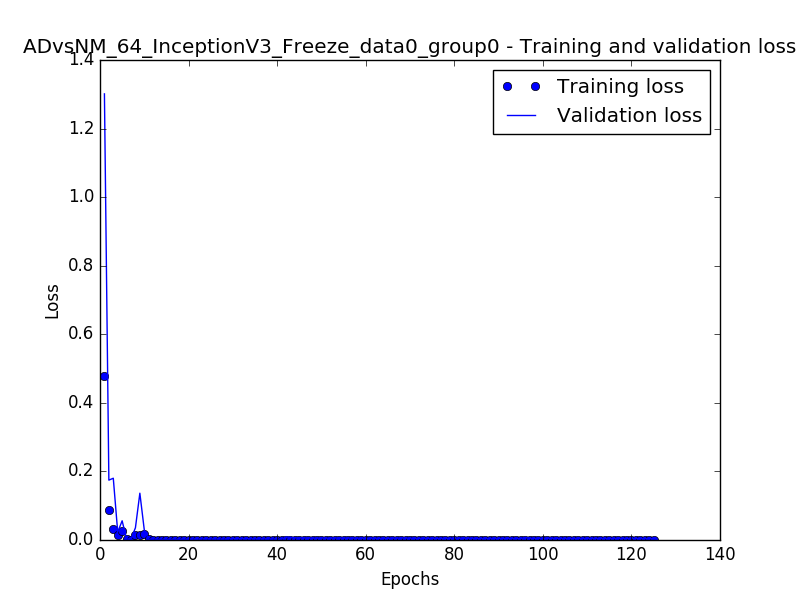 ADvsNM_64_InceptionV3_Freeze_data0_group0 - Training and validation loss
1.4
Training loss
Validation loss
1.2
1.0
0.8
0.6
0.4
0.2
0.0
Loss
0 20 40 60 80 100 120 140
Epochs